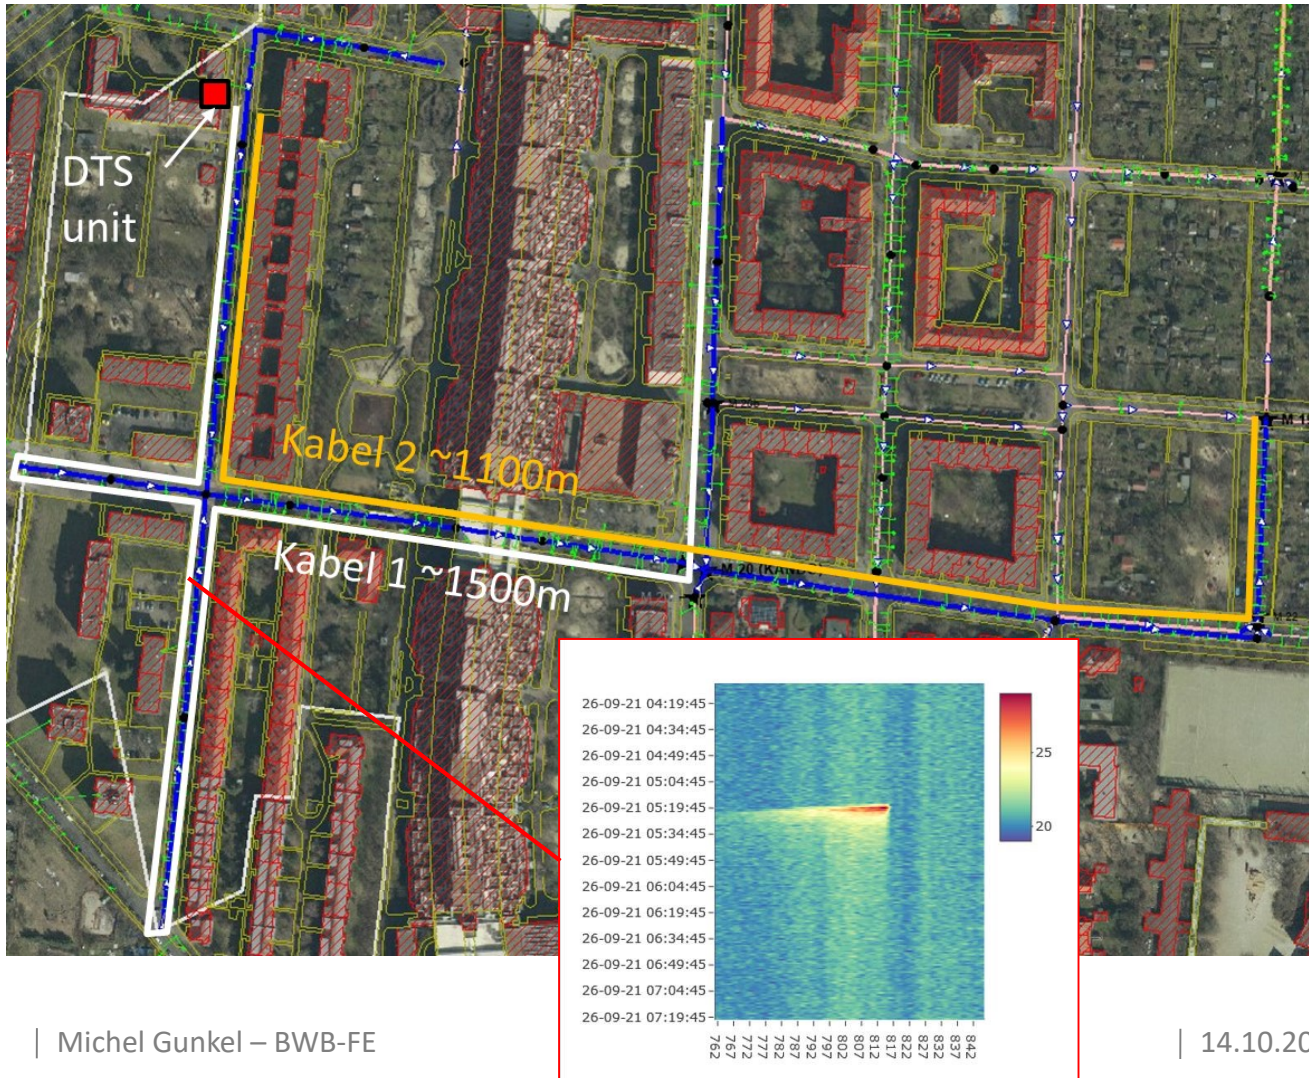 DTS
unit
Kabel 2 ~1100m
Kabel 1 ~1500m
M 20
M 22
26-09-21 04:19:45
26-09-21 04:34:45
26-09-21 04:49:45
26-09-21 05:04:45
26-09-21 05:19:45
26-09-21 05:34:45
26-09-21 05:49:45
26-09-21 06:04:45
26-09-21 06:19:45
26-09-21 06:34:45
26-09-21 06:49:45
26-09-21 07:04:45
26-09-21 07:19:45
25
20
762 767 772 777 782 787 792 797 802 807 812 817 822 827 832 837 842
| Michel Gunkel – BWB-FE
| 14.10.20